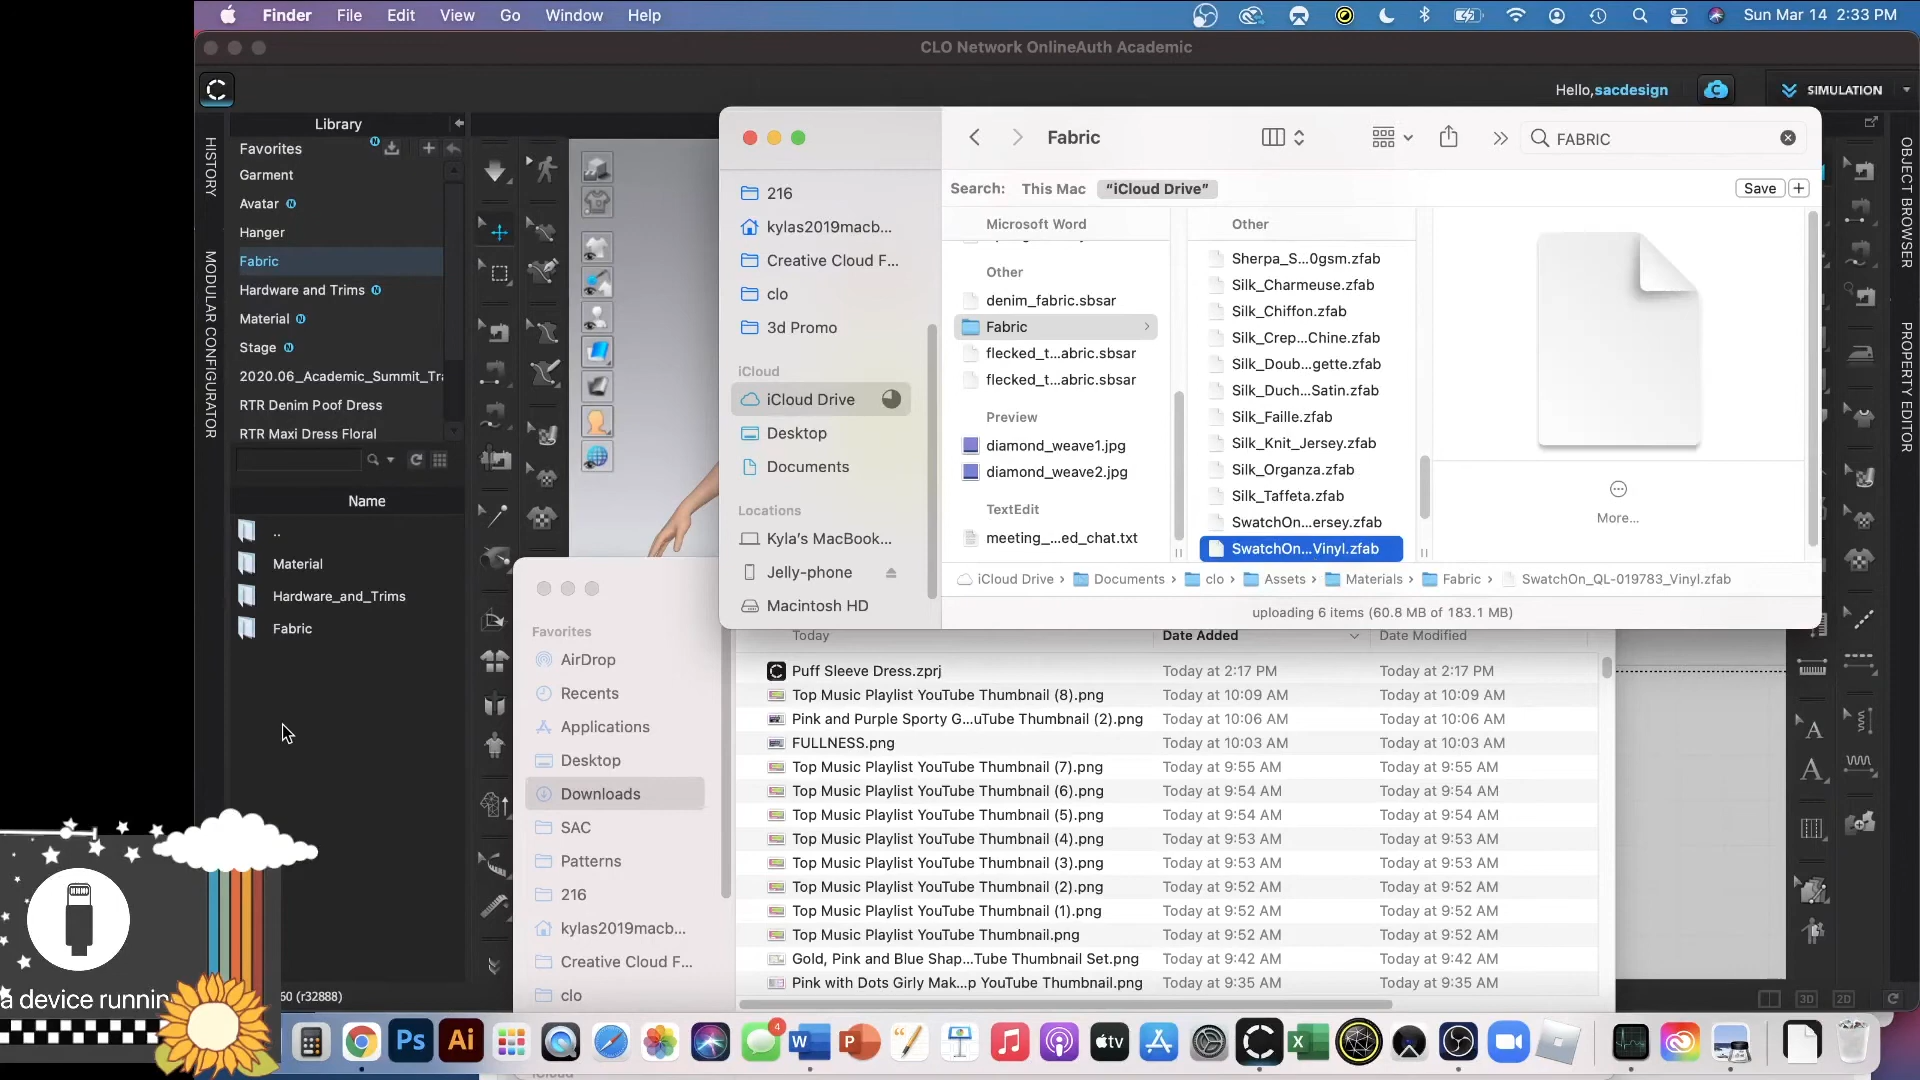 Finder File Edit View Go Window Help
Sun Mar 14 2:33 PM
CLO Network OnlineAuth Academic
Hello,sacdesign
SIMULATION
HISTORY
MODULAR CONFIGURATOR
OBJECT BROWSER
PROPERTY EDITOR
Library
Favorites
Garment
Avatar
Hanger
Fabric
Hardware and Trims
Material
Stage
2020.06_Academic_Summit_Tra
RTR Denim Poof Dress
RTR Maxi Dress Floral
Name
..
Material
Hardware_and_Trims
Fabric
60 (r32888)
Fabric
FABRIC
Search: This Mac “iCloud Drive”
Save
216
kylas2019macb...
Creative Cloud F...
clo
3d Promo
iCloud
iCloud Drive
Desktop
Documents
Locations
Kyla's MacBook...
Jelly-phone
Macintosh HD
Microsoft Word
Other
denim_fabric.sbsar
Fabric
flecked_t...abric.sbsar
flecked_t...abric.sbsar
Preview
diamond_weave1.jpg
diamond_weave2.jpg
TextEdit
meeting_...ed_chat.txt
Other
Sherpa_S...0gsm.zfab
Silk_Charmeuse.zfab
Silk_Chiffon.zfab
Silk_Crep...Chine.zfab
Silk_Doub...gette.zfab
Silk_Duch...Satin.zfab
Silk_Faille.zfab
Silk_Knit_Jersey.zfab
Silk_Organza.zfab
Silk_Taffeta.zfab
SwatchOn...ersey.zfab
SwatchOn...Vinyl.zfab
More...
iCloud Drive › Documents › clo › Assets › Materials › Fabric › SwatchOn_QL-019783_Vinyl.zfab
uploading 6 items (60.8 MB of 183.1 MB)
Favorites
AirDrop
Recents
Applications
Desktop
Downloads
SAC
Patterns
216
kylas2019macb...
Creative Cloud F...
clo
iCloud
Today Date Added Date Modified
Puff Sleeve Dress.zprj Today at 2:17 PM Today at 2:17 PM
Top Music Playlist YouTube Thumbnail (8).png Today at 10:09 AM Today at 10:09 AM
Pink and Purple Sporty G...uTube Thumbnail (2).png Today at 10:06 AM Today at 10:06 AM
FULLNESS.png Today at 10:03 AM Today at 10:03 AM
Top Music Playlist YouTube Thumbnail (7).png Today at 9:55 AM Today at 9:55 AM
Top Music Playlist YouTube Thumbnail (6).png Today at 9:54 AM Today at 9:54 AM
Top Music Playlist YouTube Thumbnail (5).png Today at 9:54 AM Today at 9:54 AM
Top Music Playlist YouTube Thumbnail (4).png Today at 9:53 AM Today at 9:53 AM
Top Music Playlist YouTube Thumbnail (3).png Today at 9:53 AM Today at 9:53 AM
Top Music Playlist YouTube Thumbnail (2).png Today at 9:52 AM Today at 9:52 AM
Top Music Playlist YouTube Thumbnail (1).png Today at 9:52 AM Today at 9:52 AM
Top Music Playlist YouTube Thumbnail.png Today at 9:52 AM Today at 9:52 AM
Gold, Pink and Blue Shap...Tube Thumbnail Set.png Today at 9:42 AM Today at 9:42 AM
Pink with Dots Girly Mak...p YouTube Thumbnail.png Today at 9:35 AM Today at 9:35 AM
3D 2D
a device runnin
Ps Ai 4 W P tv X